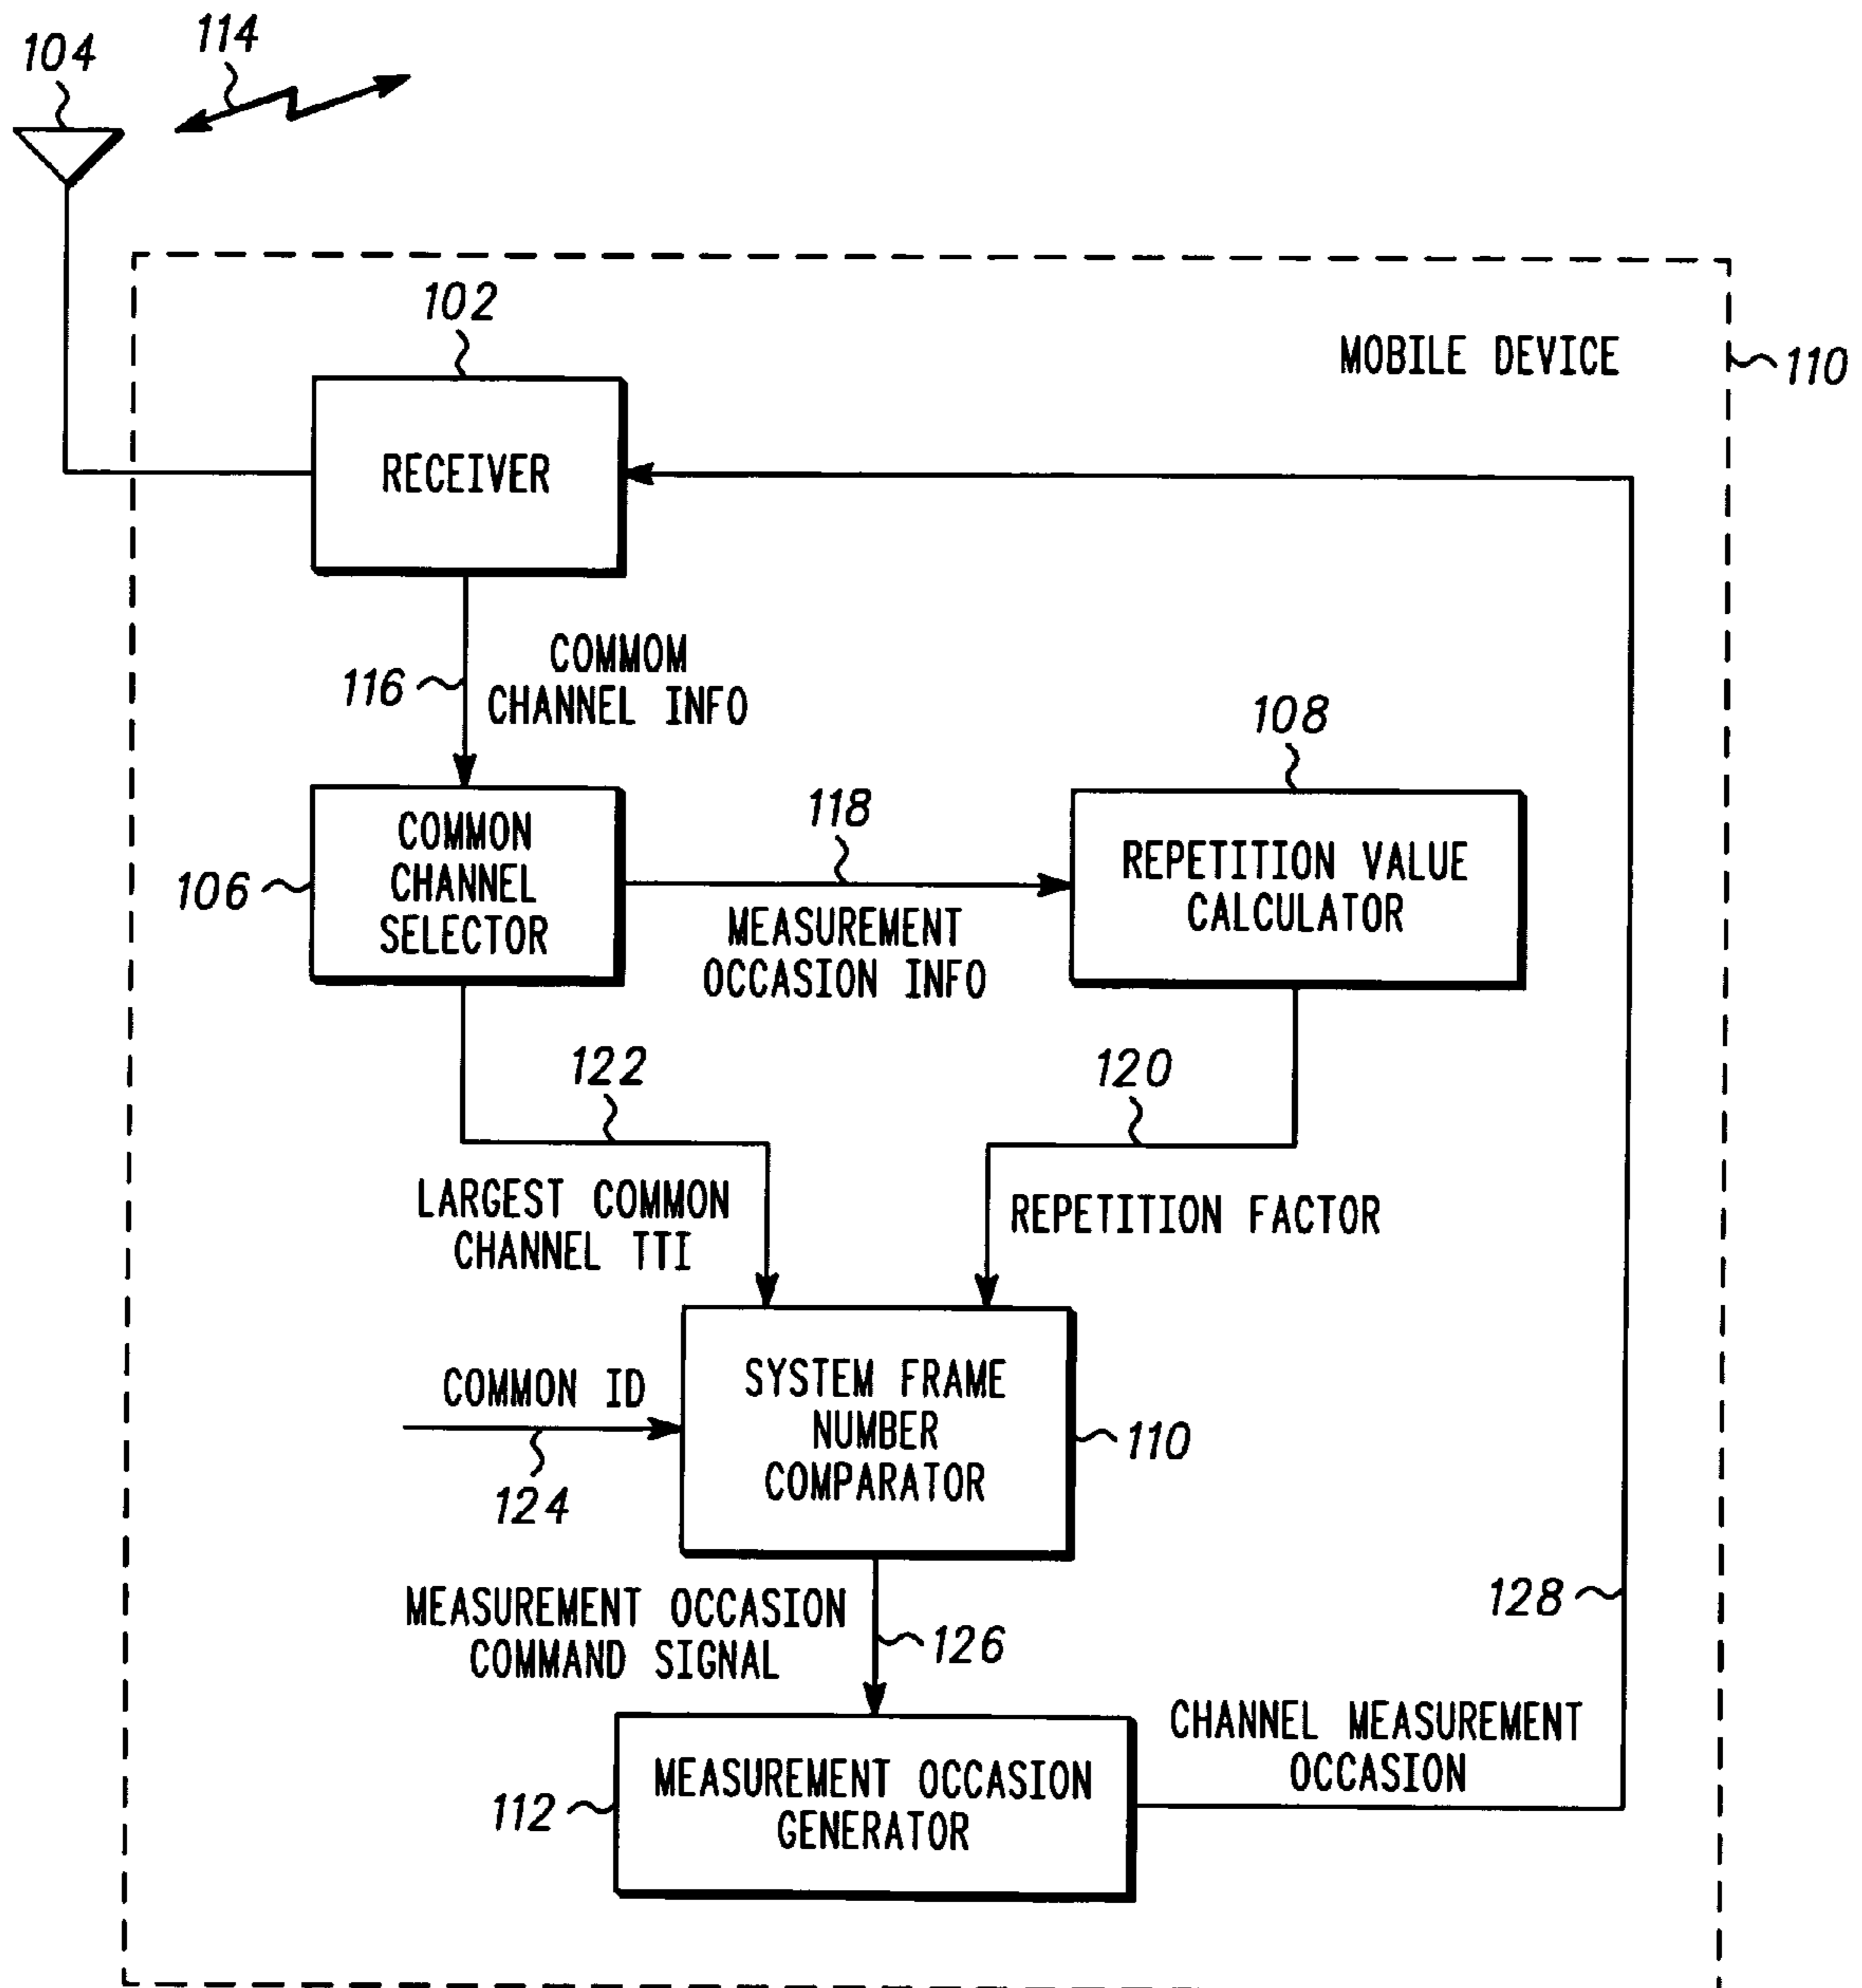 114
104
102
MOBILE DEVICE
110
RECEIVER
COMMOM
CHANNEL INFO
116
108
118
COMMON
CHANNEL
SELECTOR
106
REPETITION VALUE
CALCULATOR
MEASUREMENT
OCCASION INFO
122
120
LARGEST COMMON
CHANNEL TTI
REPETITION FACTOR
COMMON ID
124
SYSTEM FRAME
NUMBER
COMPARATOR
110
MEASUREMENT OCCASION
COMMAND SIGNAL
126
128
CHANNEL MEASUREMENT
OCCASION
MEASUREMENT OCCASION
GENERATOR
112